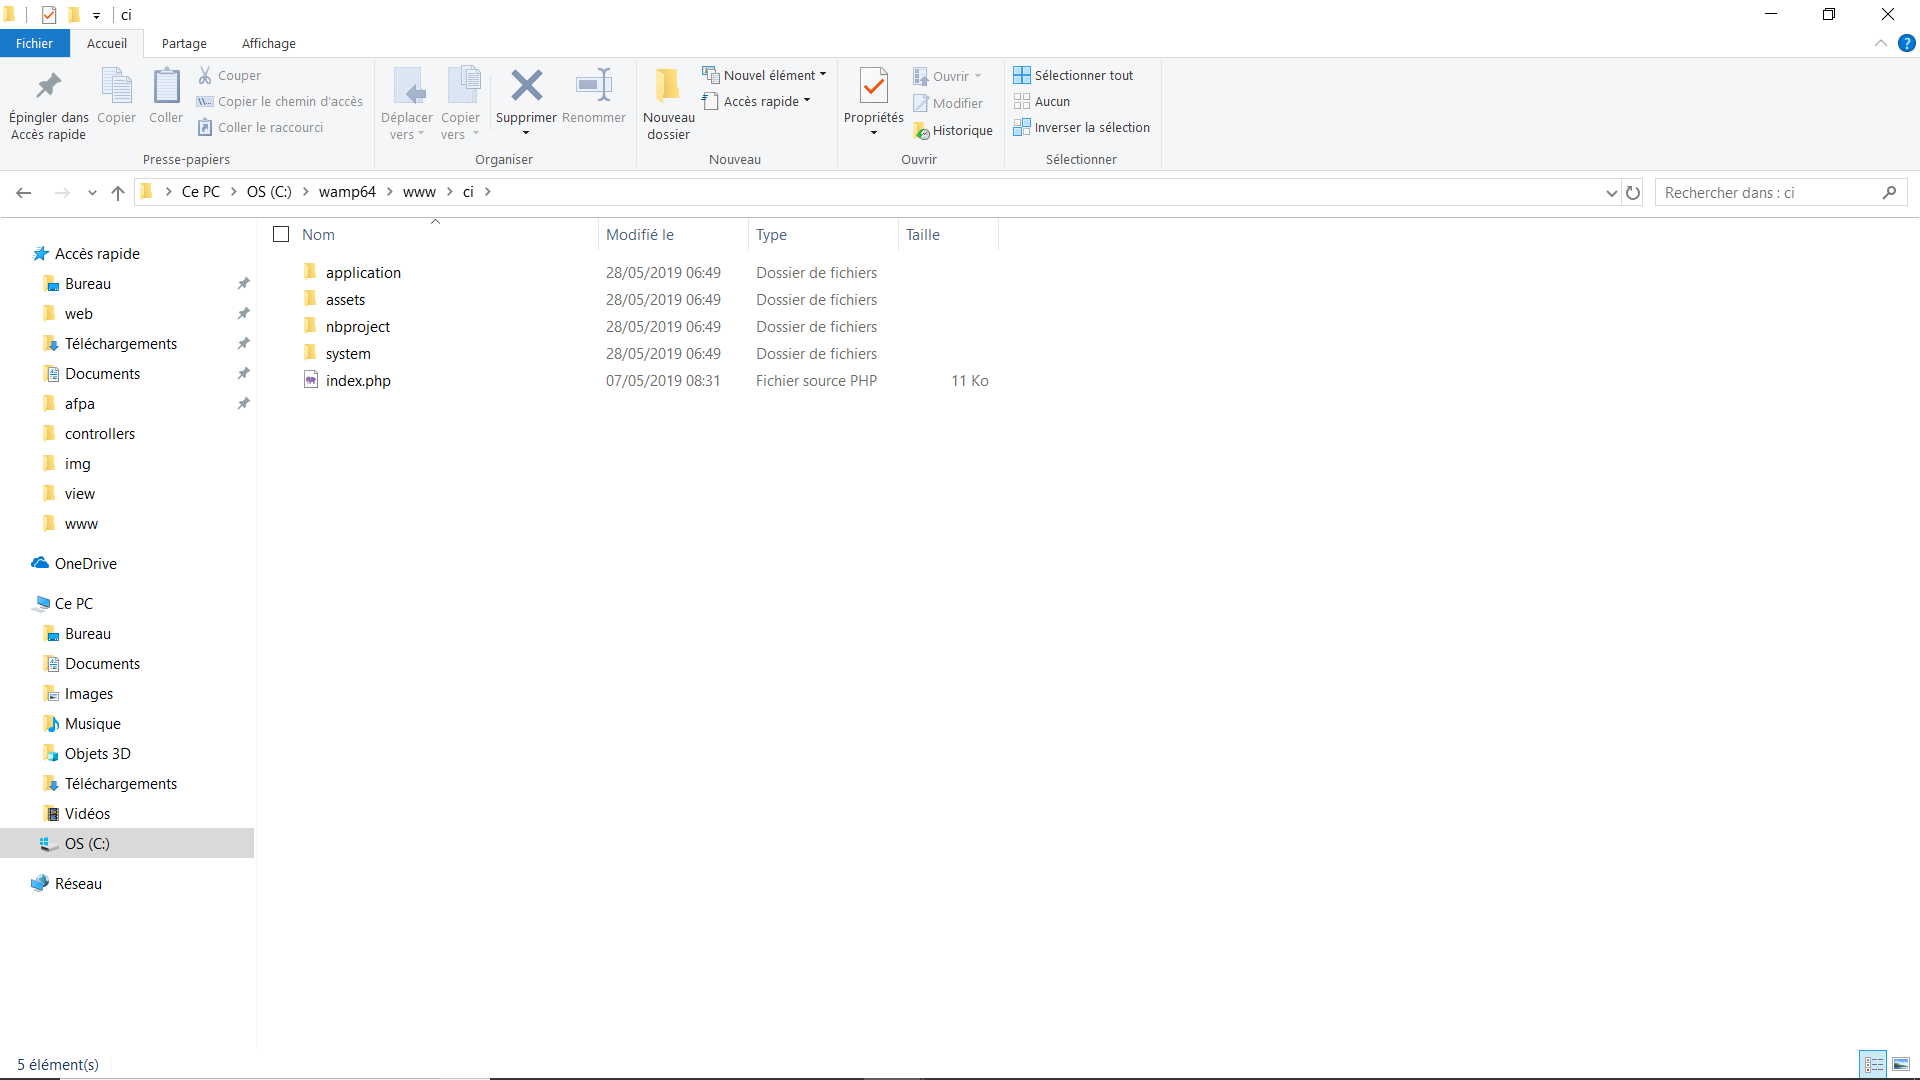 ci
Fichier Accueil Partage Affichage
?
Épingler dans Accès rapide
Copier
Coller
Couper
Copier le chemin d'accès
Coller le raccourci
Presse-papiers
Déplacer vers
Copier vers
Supprimer
Renommer
Organiser
Nouveau dossier
Nouvel élément
Accès rapide
Nouveau
Propriétés
Ouvrir
Modifier
Historique
Ouvrir
Sélectionner tout
Aucun
Inverser la sélection
Sélectionner
Ce PC > OS (C:) > wamp64 > www > ci >
Rechercher dans : ci
Accès rapide
Bureau
web
Téléchargements
Documents
afpa
controllers
img
view
www
OneDrive
Ce PC
Bureau
Documents
Images
Musique
Objets 3D
Téléchargements
Vidéos
OS (C:)
Réseau
Nom Modifié le Type Taille
application 28/05/2019 06:49 Dossier de fichiers
assets 28/05/2019 06:49 Dossier de fichiers
nbproject 28/05/2019 06:49 Dossier de fichiers
system 28/05/2019 06:49 Dossier de fichiers
index.php 07/05/2019 08:31 Fichier source PHP 11 Ko
5 élément(s)